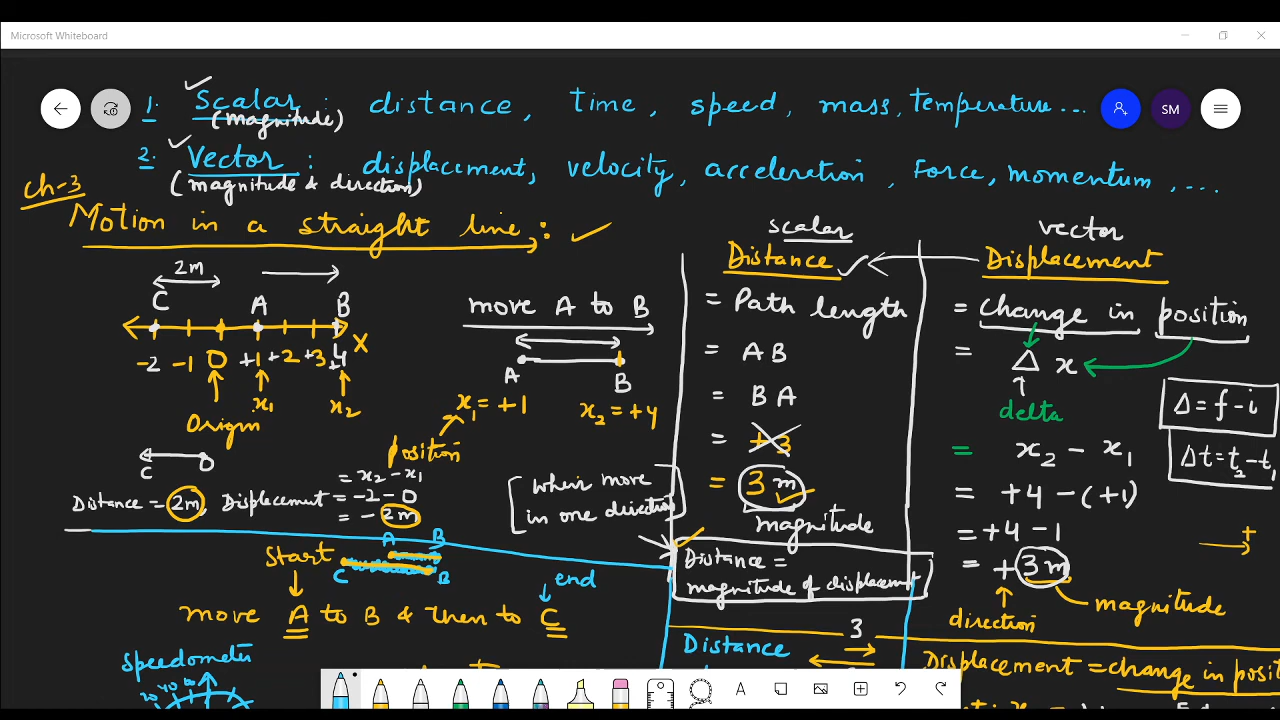 Microsoft Whiteboard
1. Scalar : distance, time, speed, mass, temperature...
(magnitude)
SM
2. Vector : displacement, velocity, acceleration, Force, momentum, ...
(magnitude & direction)
ch-3
Motion in a straight line :
2m
C A B
-2 -1 0 +1 +2 +3 +4 X
Origin x₁ x₂
C O
Distance = 2m, Displacement = x₂ - x₁
= -2 - 0
= - 2m
move A to B
A B
x₁ = +1 x₂ = +4
position
[when move
in one direction]
scalar
Distance
= Path length
= AB
= BA
= +3
= 3 m
magnitude
Distance =
magnitude of displacement
vector
Displacement
= change in position
= Δ x
delta
Δ = f - i
Δt = t₂ - t₁
= x₂ - x₁
= +4 - (+1)
= +4 - 1
= + 3m
+
direction
magnitude
A B
Start C B
end
move A to B & then to C
Speedometer
20 40
Distance
3
Displacement = change in posit
A